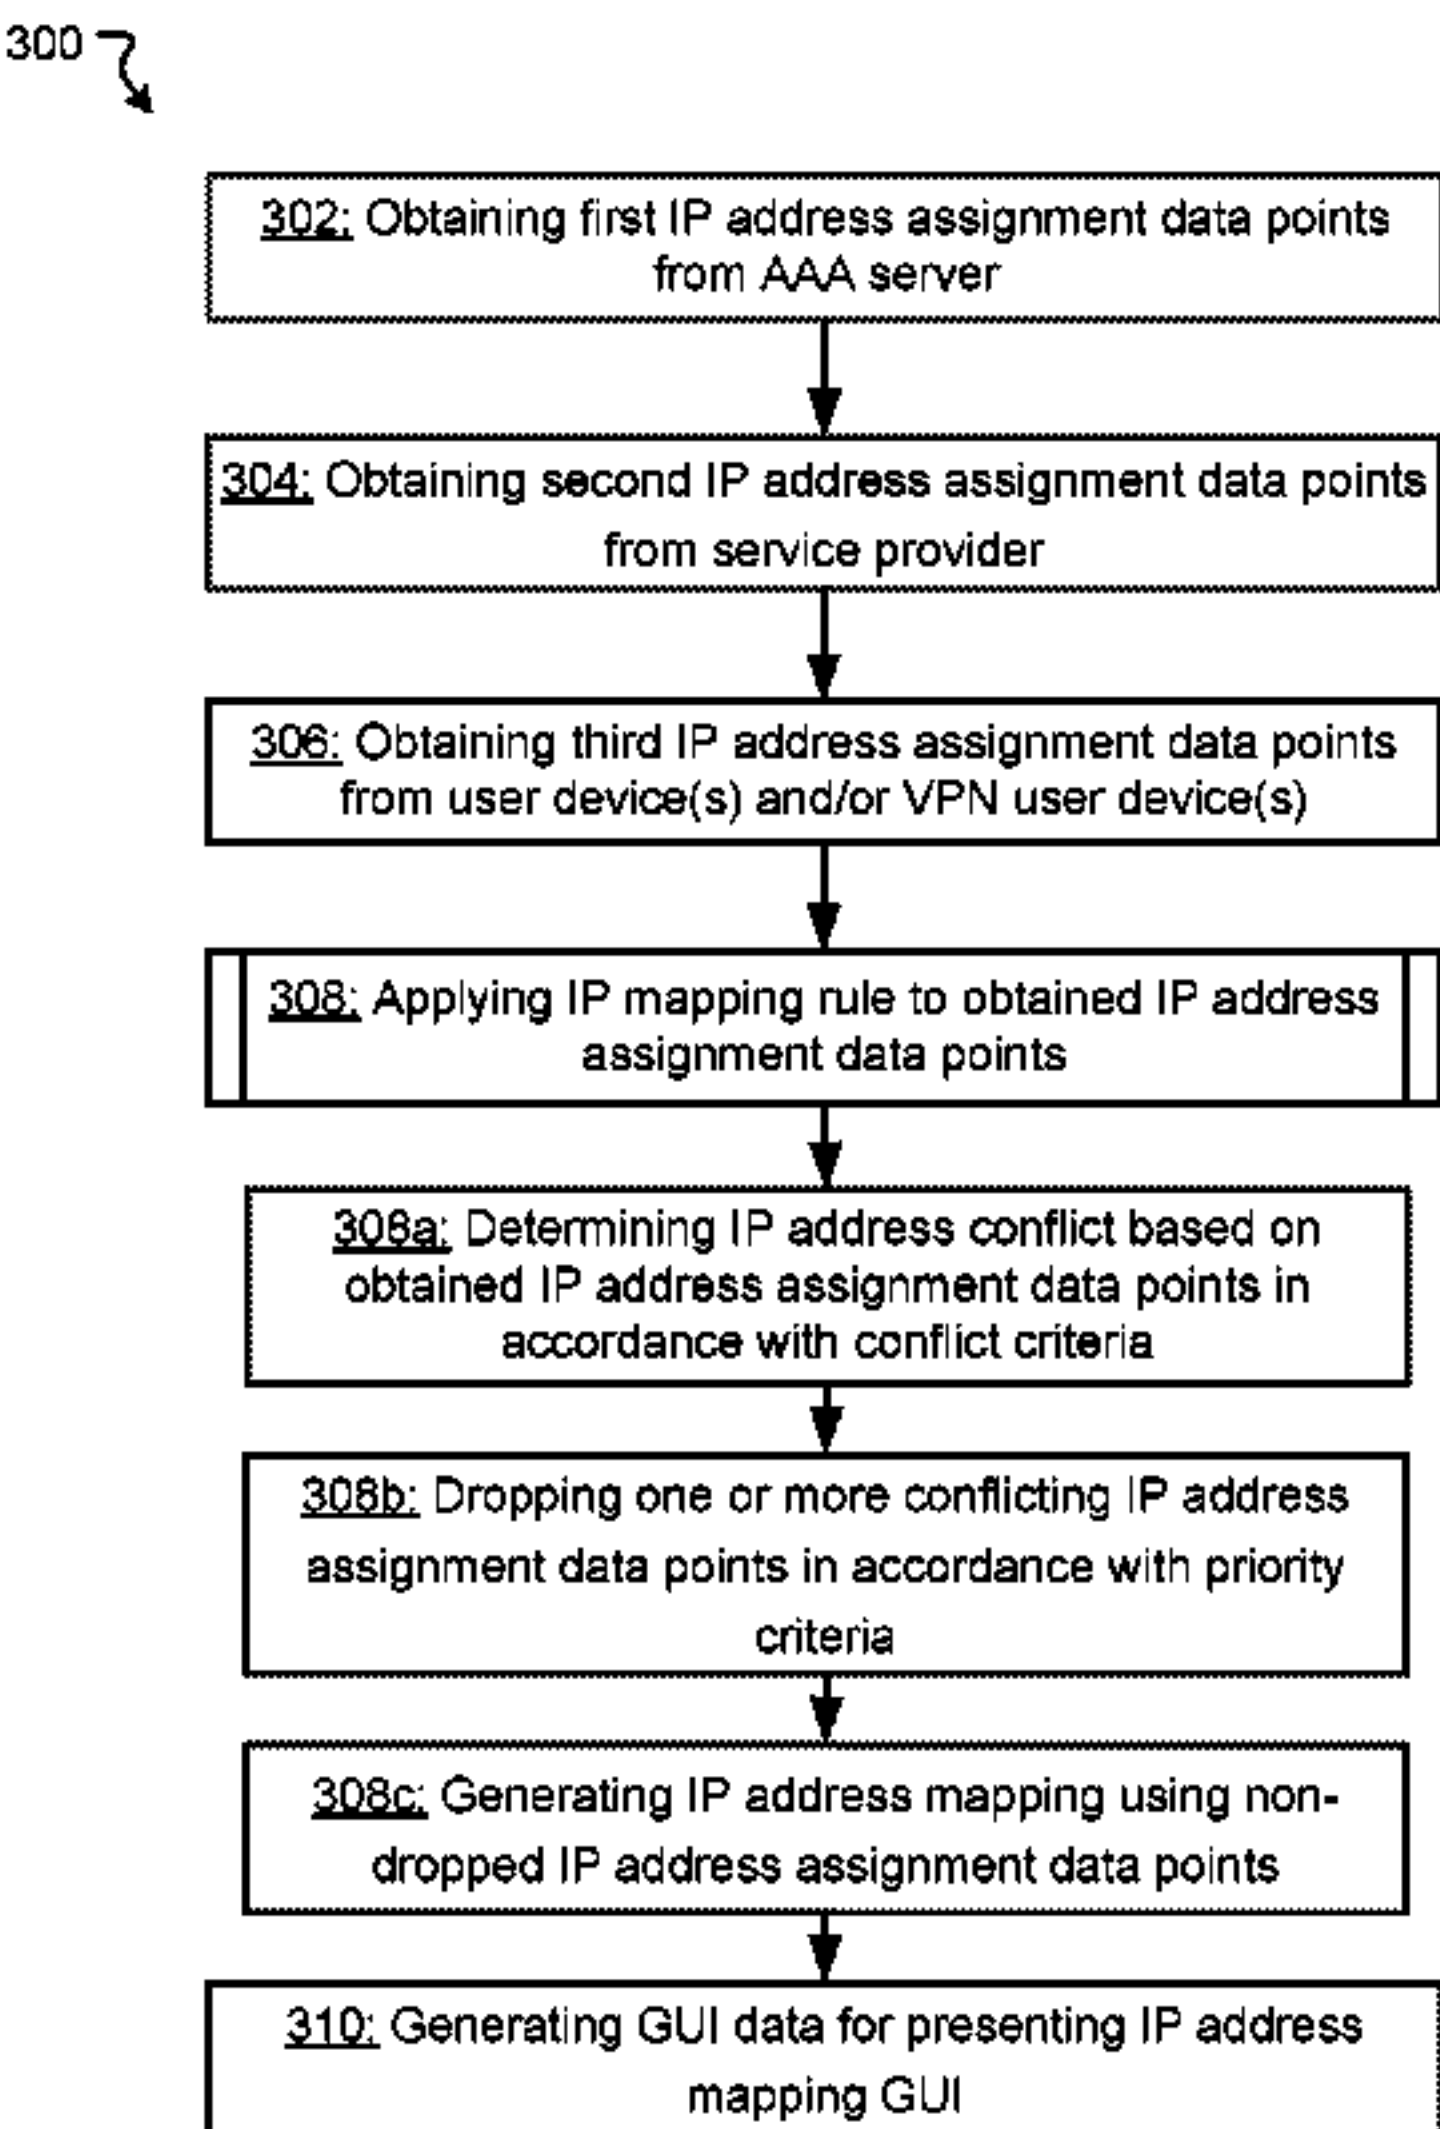 300
302: Obtaining first IP address assignment data points
from AAA server
304: Obtaining second IP address assignment data points
from service provider
306: Obtaining third IP address assignment data points
from user device(s) and/or VPN user device(s)
308: Applying IP mapping rule to obtained IP address
assignment data points
308a: Determining IP address conflict based on
obtained IP address assignment data points in
accordance with conflict criteria
308b: Dropping one or more conflicting IP address
assignment data points in accordance with priority
criteria
308c: Generating IP address mapping using non-
dropped IP address assignment data points
310: Generating GUI data for presenting IP address
mapping GUI